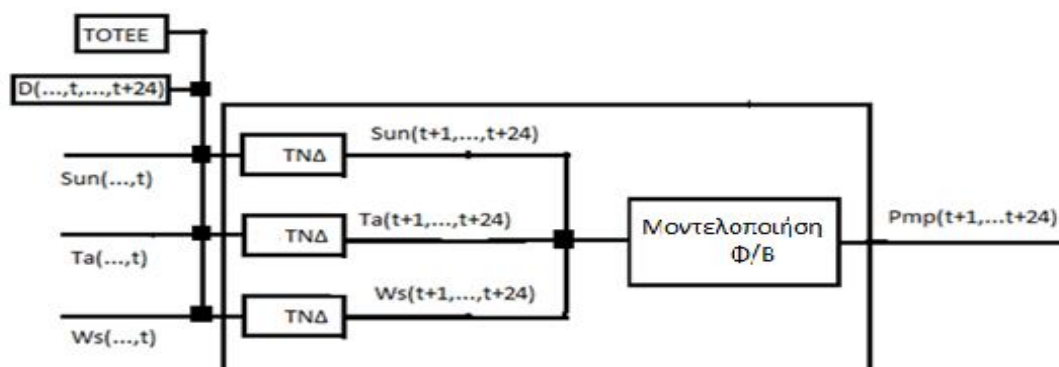 TOTEE
D(...,t,...,t+24)
Sun(...,t)
Ta(...,t)
Ws(...,t)
ΤΝΔ
Sun(t+1,...,t+24)
ΤΝΔ
Ta(t+1,...,t+24)
ΤΝΔ
Ws(t+1,...,t+24)
Μοντελοποιήση
Φ/Β
Pmp(t+1,...t+24)